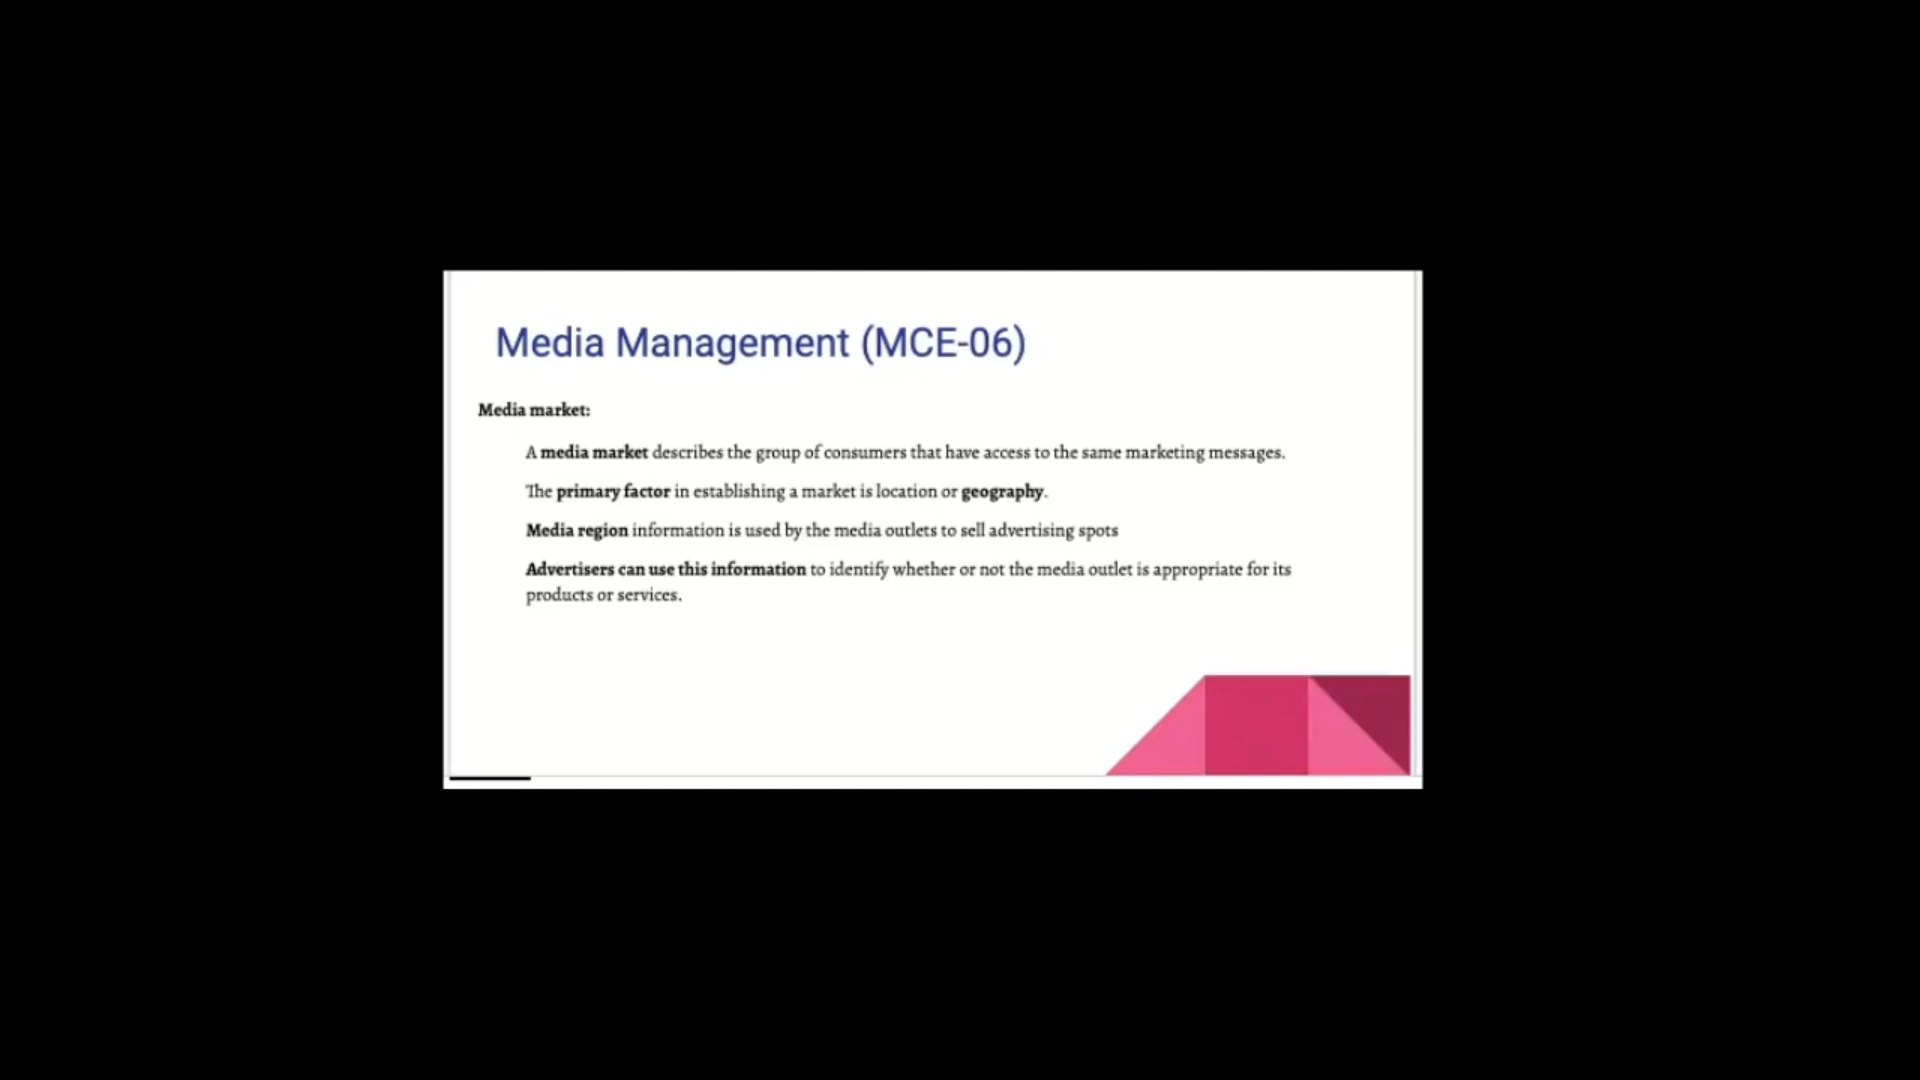 Media Management (MCE-06)
Media market:
A media market describes the group of consumers that have access to the same marketing messages.
The primary factor in establishing a market is location or geography.
Media region information is used by the media outlets to sell advertising spots
Advertisers can use this information to identify whether or not the media outlet is appropriate for its
products or services.